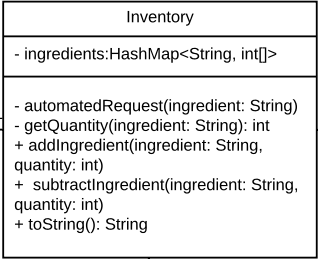 Inventory
- ingredients:HashMap<String, int[]>
- automatedRequest(ingredient: String)
- getQuantity(ingredient: String): int
+ addIngredient(ingredient: String,
quantity: int)
+  subtractIngredient(ingredient: String,
quantity: int)
+ toString(): String